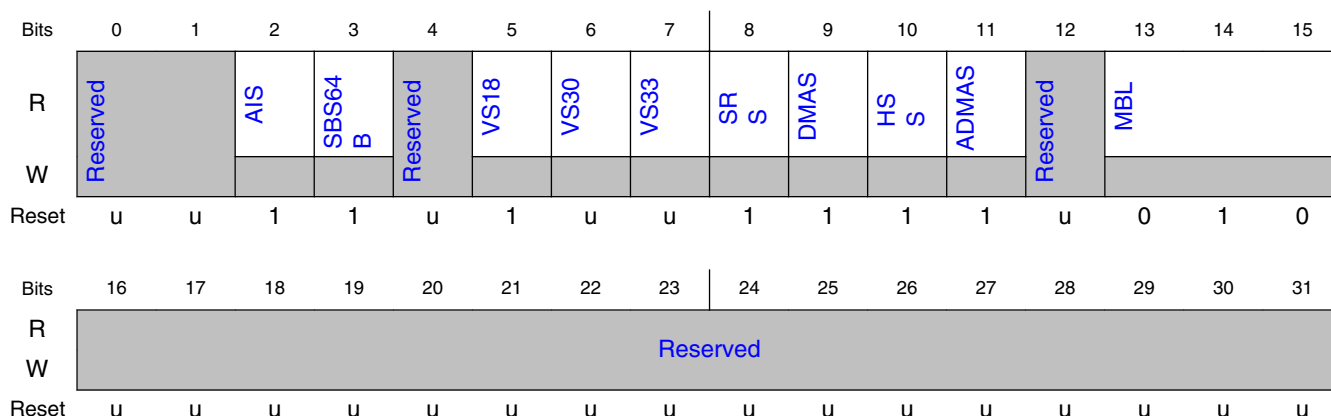 Bits 0 1 2 3 4 5 6 7 8 9 10 11 12 13 14 15
R Reserved AIS SBS64 B Reserved VS18 VS30 VS33 SR S DMAS HS S ADMAS Reserved MBL
W
Reset u u 1 1 u 1 u u 1 1 1 1 u 0 1 0
Bits 16 17 18 19 20 21 22 23 24 25 26 27 28 29 30 31
R
Reserved
W
Reset u u u u u u u u u u u u u u u u